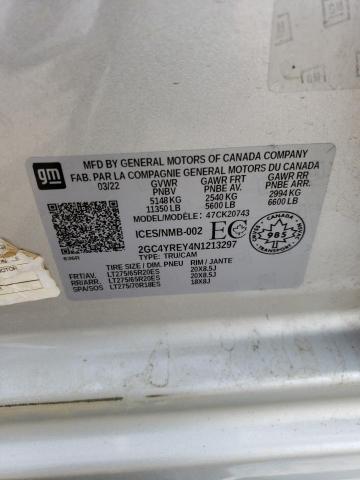 gm
MFD BY GENERAL MOTORS OF CANADA COMPANY
FAB. PAR LA COMPAGNIE GENERAL MOTORS DU CANADA
03/22 GVWR GAWR FRT GAWR RR
PNBV PNBE AV. PNBE ARR.
5148 KG 2540 KG 2994 KG
11350 LB 5600 LB 6600 LB
MODEL/MODÈLE: 47CK20743
ICES/NMB-002 EC CANADA 985
2GC4YREY4N1213297
TYPE: TRU/CAM
TIRE SIZE / DIM. PNEU RIM / JANTE
FRT/AV. LT275/65R20ES 20X8.5J
RR/ARR. LT275/65R20ES 20X8.5J
SPA/SOS LT275/70R18ES 18X8J